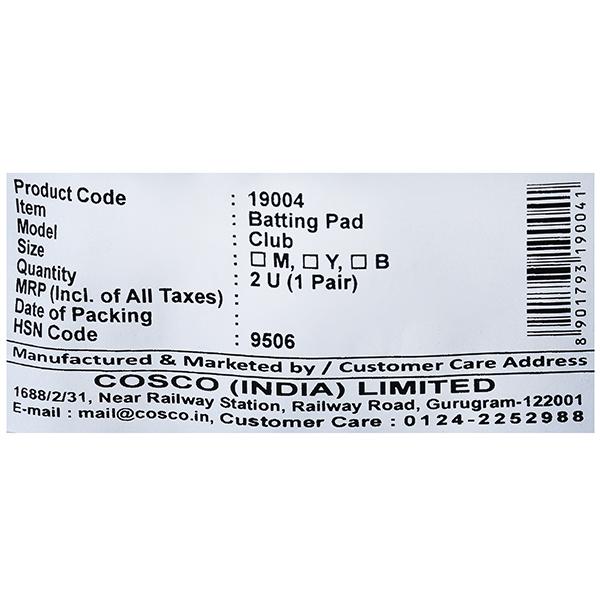 Product Code : 19004
Item : Batting Pad
Model : Club
Size : ☐ M, ☐ Y, ☐ B
Quantity : 2 U (1 Pair)
MRP (Incl. of All Taxes) :
Date of Packing :
HSN Code : 9506
Manufactured & Marketed by / Customer Care Address
COSCO (INDIA) LIMITED
1688/2/31, Near Railway Station, Railway Road, Gurugram-122001
E-mail : mail@cosco.in, Customer Care : 0124-2252988
8 901793 190041